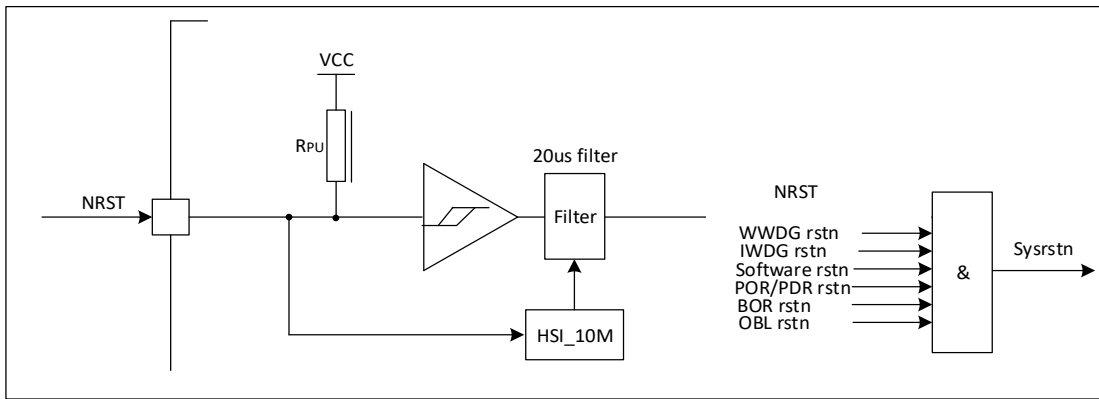 VCC
RPU
20us filter
NRST
Filter
HSI_10M
NRST
WWDG rstn
IWDG rstn
Software rstn
POR/PDR rstn
BOR rstn
OBL rstn
&
Sysrstn